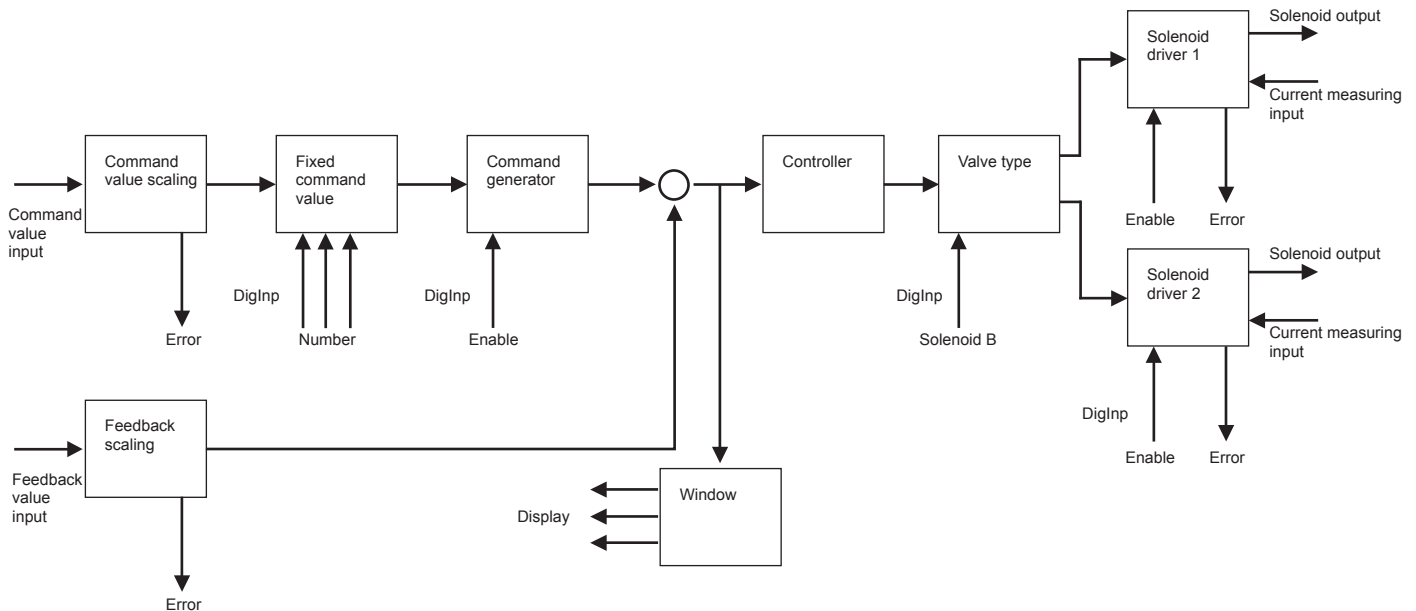 Solenoid output
Solenoid
driver 1
Current measuring
input
Enable
Error
Command
value scaling
Fixed
command
value
Command
generator
Controller
Valve type
Command
value
input
DigInp
DigInp
DigInp
Error
Number
Enable
Solenoid B
Solenoid output
Solenoid
driver 2
Current measuring
input
DigInp
Enable
Error
Feedback
scaling
Feedback
value
input
Window
Display
Error